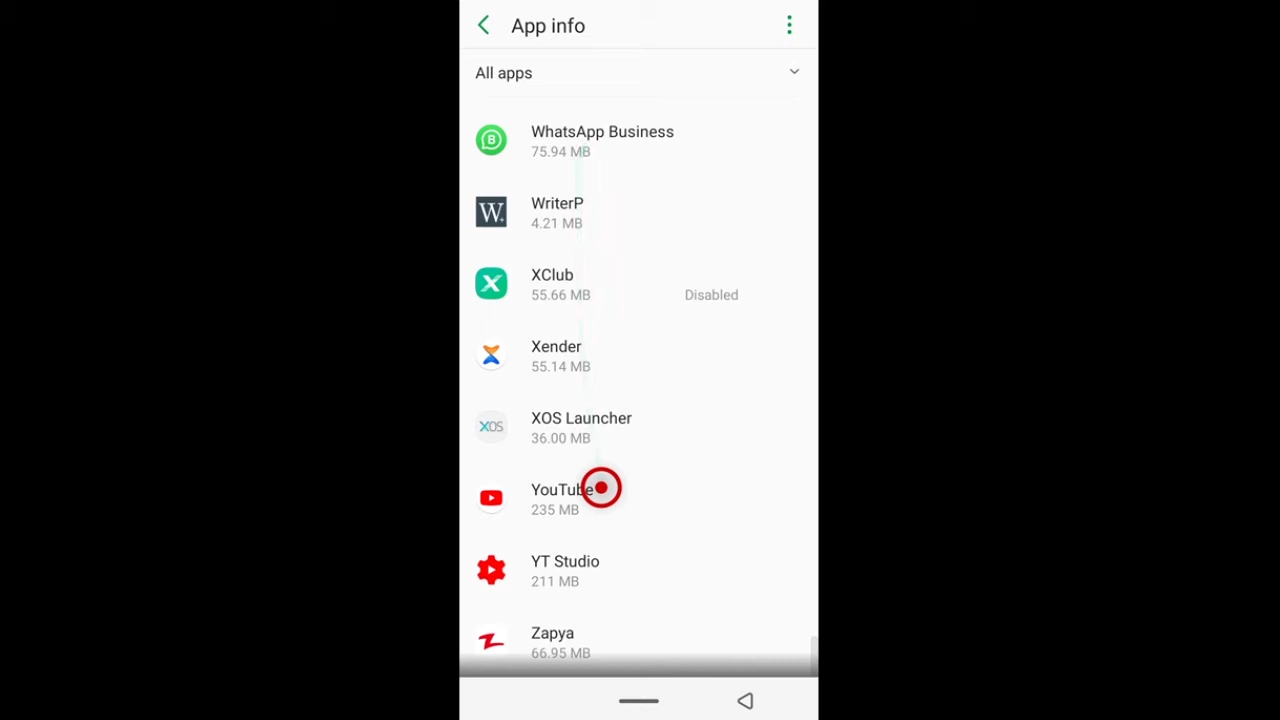 App info
All apps
WhatsApp Business
75.94 MB
WriterP
4.21 MB
XClub
55.66 MB
Disabled
Xender
55.14 MB
XOS Launcher
36.00 MB
YouTube
235 MB
YT Studio
211 MB
Zapya
66.95 MB